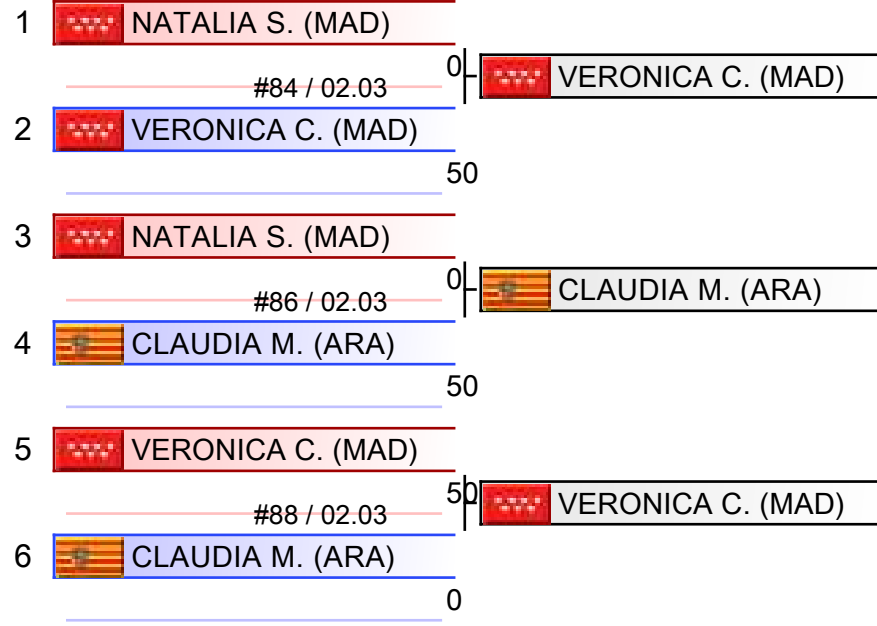 1 NATALIA S. (MAD)
0
VERONICA C. (MAD)
#84 / 02.03
2 VERONICA C. (MAD)
50
3 NATALIA S. (MAD)
0
CLAUDIA M. (ARA)
#86 / 02.03
4 CLAUDIA M. (ARA)
50
5 VERONICA C. (MAD)
50
VERONICA C. (MAD)
#88 / 02.03
6 CLAUDIA M. (ARA)
0